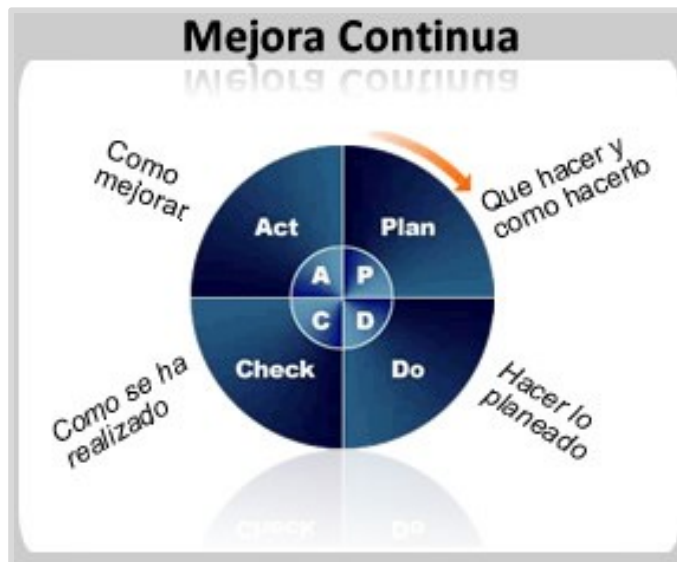 Mejora Continua
Como
mejorar
Que hacer y
como hacerlo
Act
Plan
A
P
C
D
Check
Do
Como se ha
realizado
Hacer lo
planeado